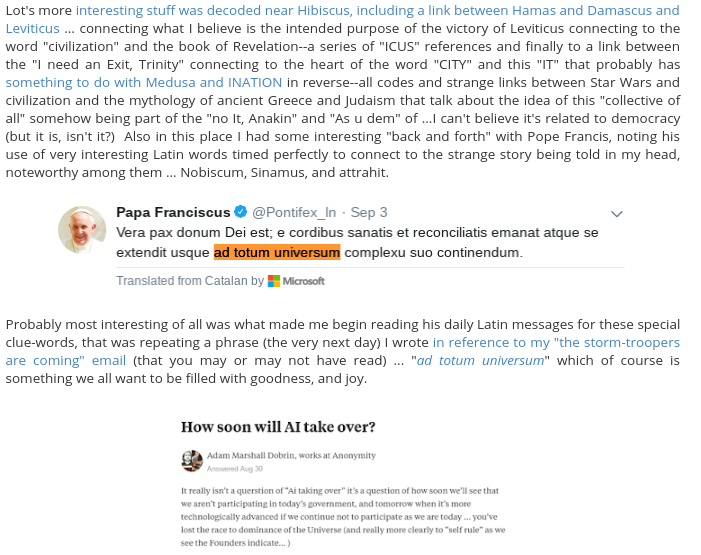 Lot's more interesting stuff was decoded near Hibiscus, including a link between Hamas and Damascus and
Leviticus ... connecting what I believe is the intended purpose of the victory of Leviticus connecting to the
word "civilization" and the book of Revelation--a series of "ICUS" references and finally to a link between
the "I need an Exit, Trinity" connecting to the heart of the word "CITY" and this "IT" that probably has
something to do with Medusa and INATION in reverse--all codes and strange links between Star Wars and
civilization and the mythology of ancient Greece and Judaism that talk about the idea of this "collective of
all" somehow being part of the "no It, Anakin" and "As u dem" of ...I can't believe it's related to democracy
(but it is, isn't it?)  Also in this place I had some interesting "back and forth" with Pope Francis, noting his
use of very interesting Latin words timed perfectly to connect to the strange story being told in my head,
noteworthy among them ... Nobiscum, Sinamus, and attrahit.
Papa Franciscus @Pontifex_ln · Sep 3
Vera pax donum Dei est; e cordibus sanatis et reconciliatis emanat atque se
extendit usque ad totum universum complexu suo continendum.
Translated from Catalan by Microsoft
Probably most interesting of all was what made me begin reading his daily Latin messages for these special
clue-words, that was repeating a phrase (the very next day) I wrote in reference to my "the storm-troopers
are coming" email (that you may or may not have read) ... "ad totum universum" which of course is
something we all want to be filled with goodness, and joy.
How soon will AI take over?
Adam Marshall Dobrin, works at Anonymity
Answered Aug 30
It really isn't a querstion of "Ai taking over" it's a question of how soon we'll see that
we aren't participating in today's government, and tomorrow when it's more
technologically advanced if we continue not to participate as we are today ... you've
lost the race to dominance of the Universe (and really more clearly to "self rule" as we
see the Founders indicate... )